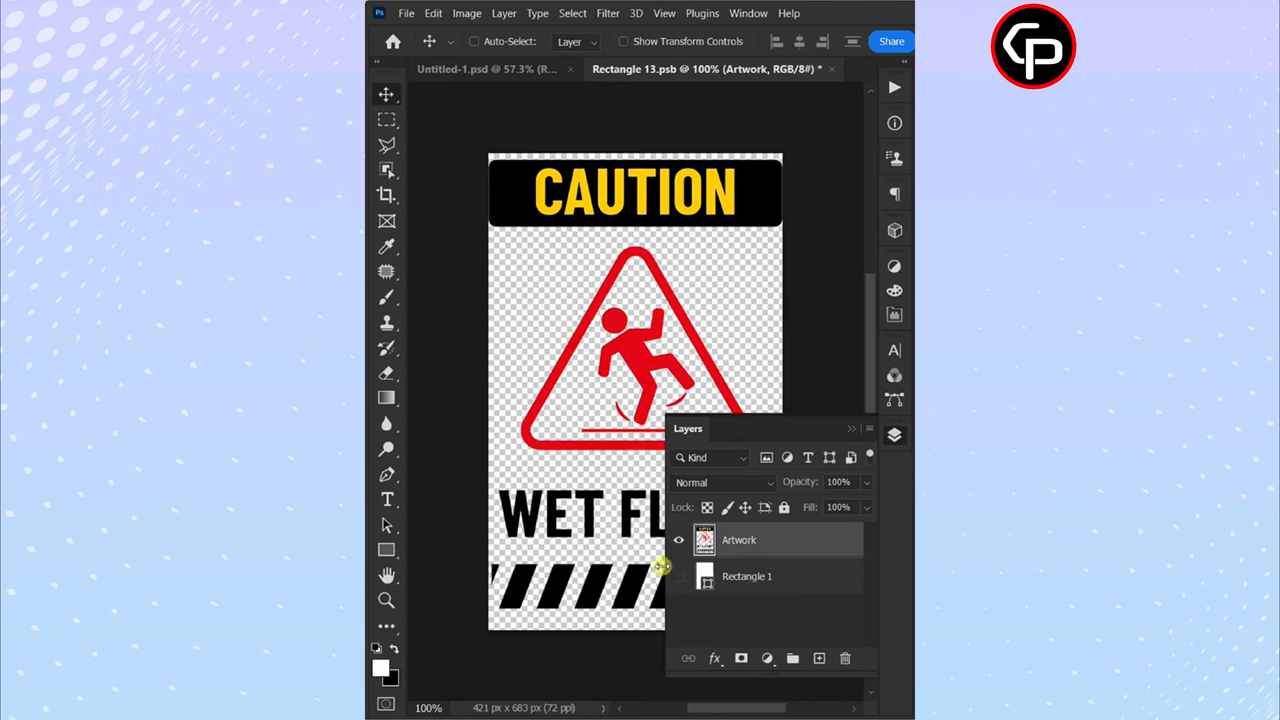 Ps File Edit Image Layer Type Select Filter 3D View Plugins Window Help
Auto-Select: Layer Show Transform Controls Share
Untitled-1.psd @ 57.3% (R... × Rectangle 13.psb @ 100% (Artwork, RGB/8#) * ×
CAUTION
WET FL
Layers
Kind
Normal Opacity: 100%
Lock: Fill: 100%
Artwork
Rectangle 1
fx
100% 421 px x 683 px (72 ppi)
CP